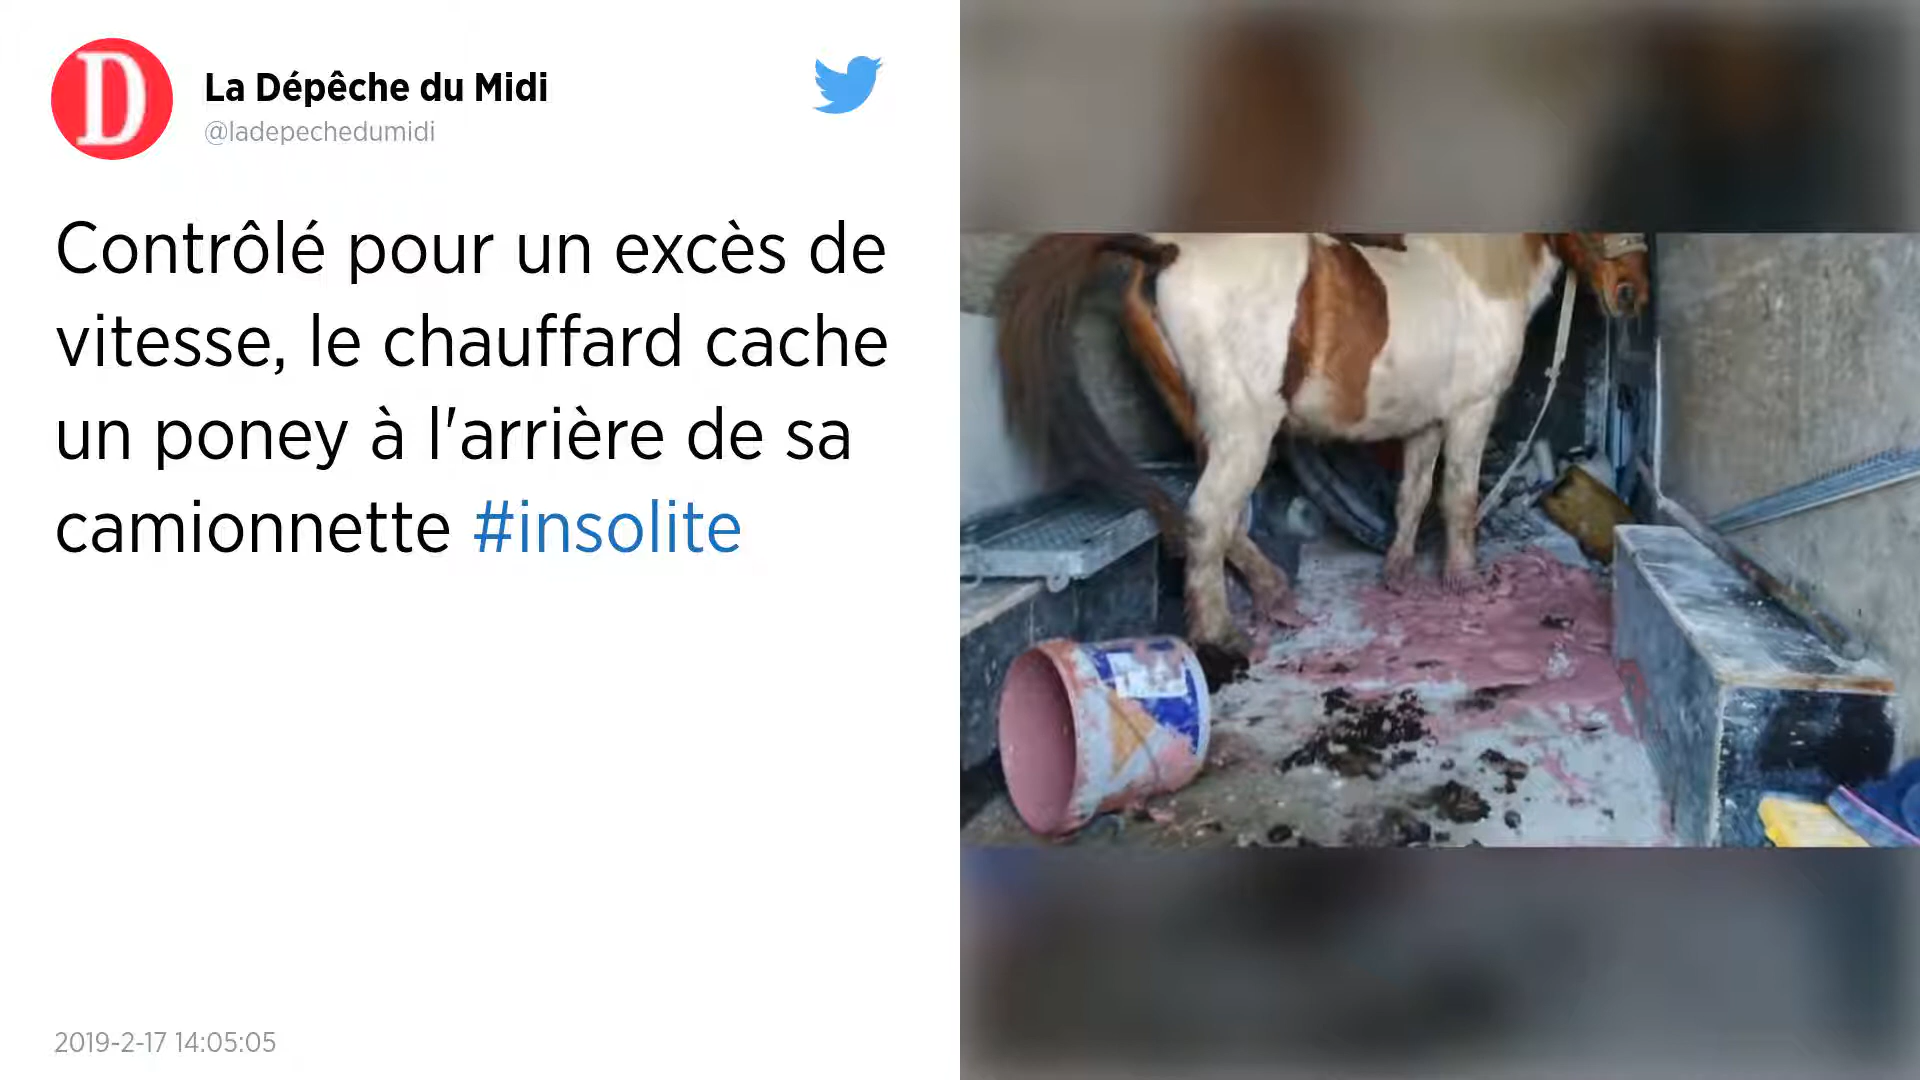 D
La Dépêche du Midi
@ladepechedumidi
Contrôlé pour un excès de
vitesse, le chauffard cache
un poney à l'arrière de sa
camionnette #insolite
2019-2-17 14:05:05